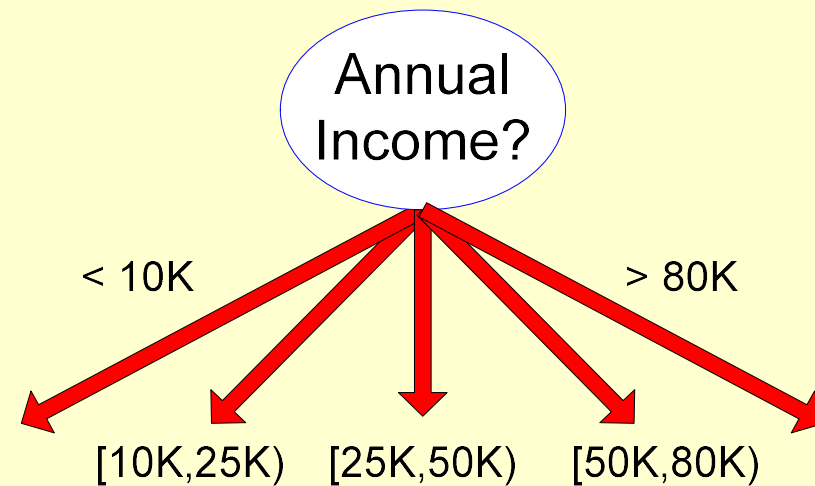 Annual
Income?
< 10K
> 80K
[10K,25K)
[25K,50K)
[50K,80K)